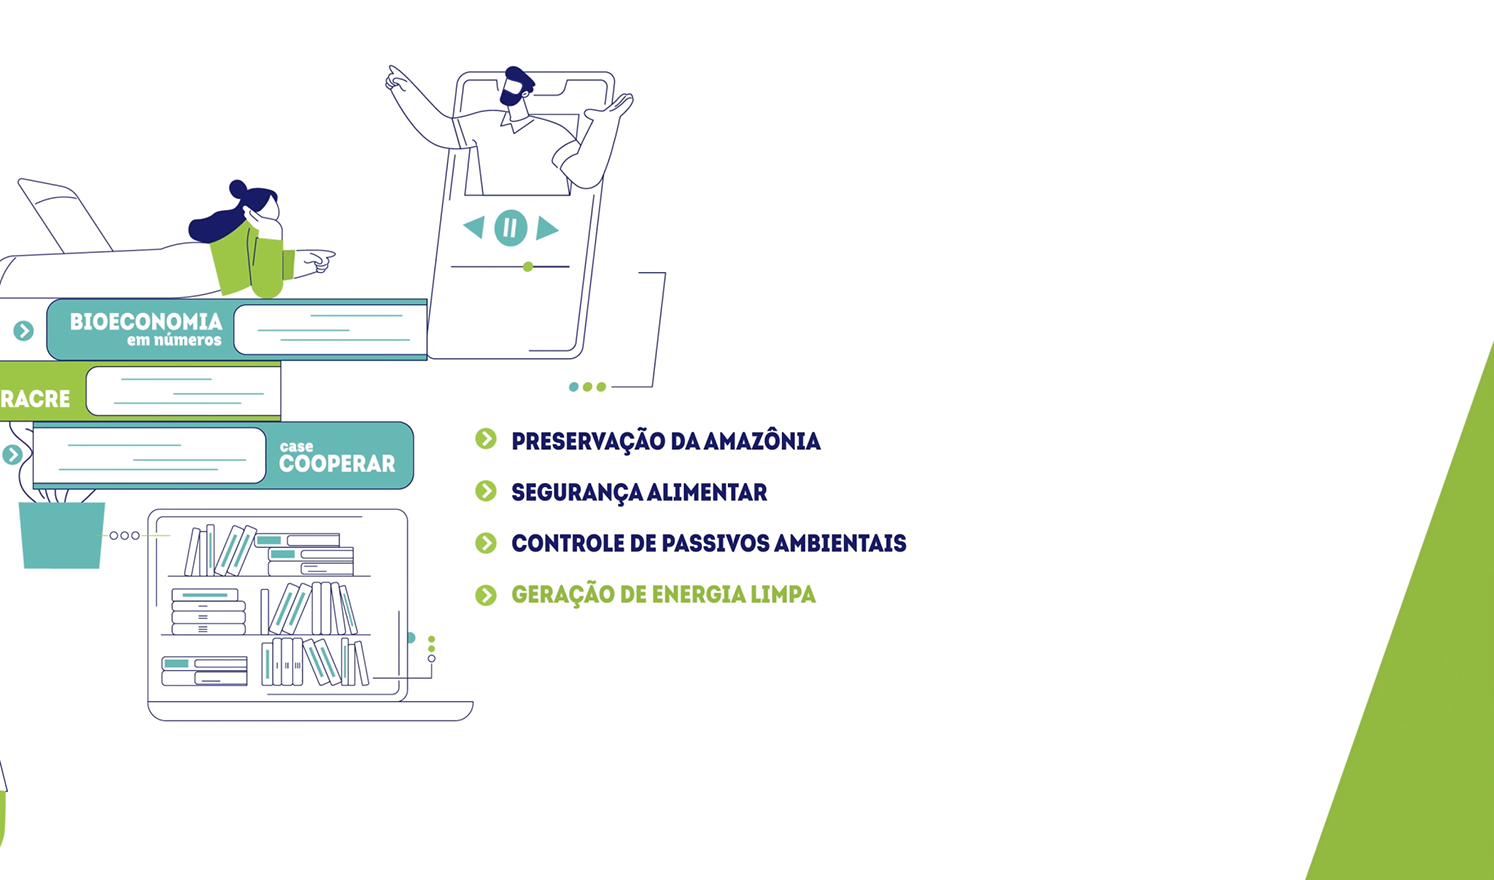 BIOECONOMIA
em números
RACRE
case
COOPERAR
PRESERVAÇÃO DA AMAZÔNIA
SEGURANÇA ALIMENTAR
CONTROLE DE PASSIVOS AMBIENTAIS
GERAÇÃO DE ENERGIA LIMPA